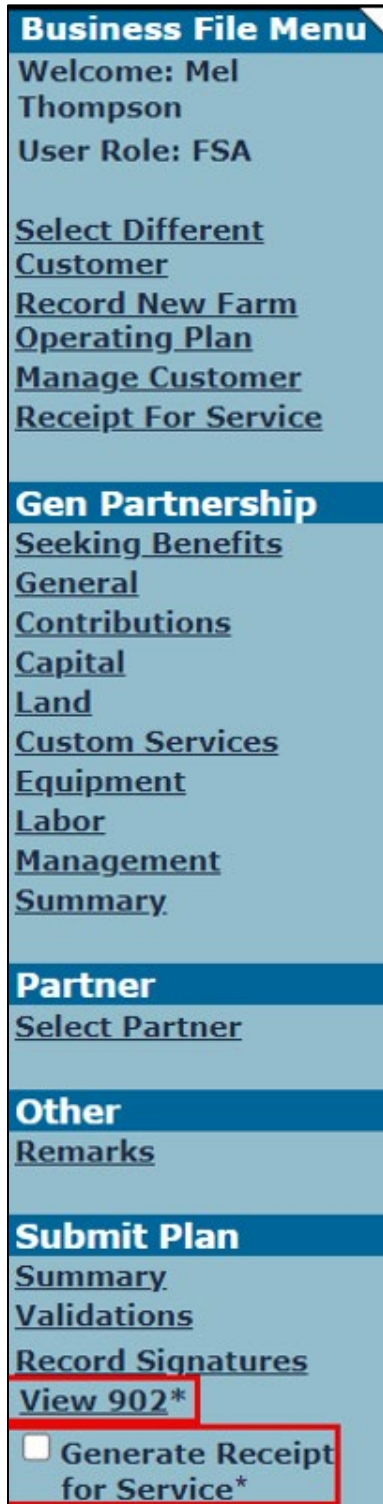 Business File Menu
Welcome: Mel
Thompson
User Role: FSA
Select Different
Customer
Record New Farm
Operating Plan
Manage Customer
Receipt For Service
Gen Partnership
Seeking Benefits
General
Contributions
Capital
Land
Custom Services
Equipment
Labor
Management
Summary
Partner
Select Partner
Other
Remarks
Submit Plan
Summary
Validations
Record Signatures
View 902*
Generate Receipt
for Service*